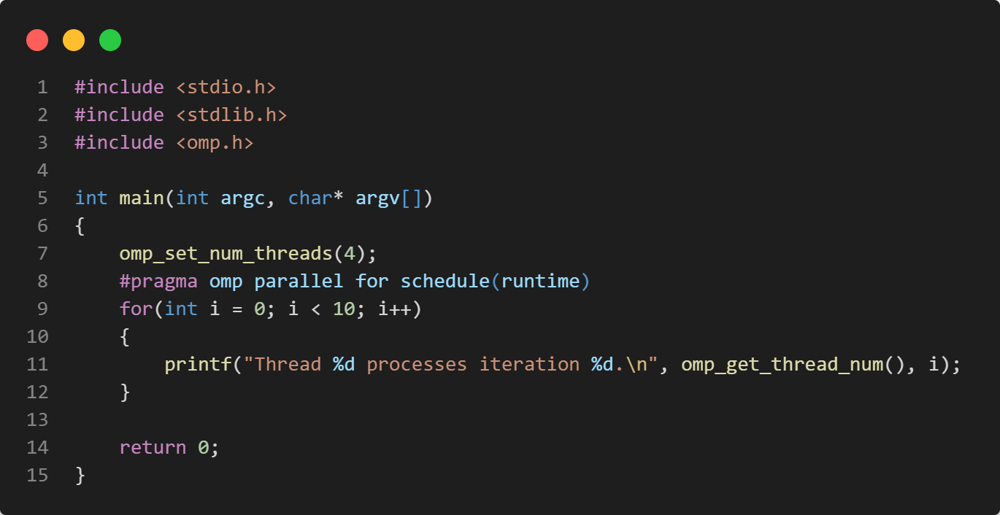 1 #include <stdio.h>
2 #include <stdlib.h>
3 #include <omp.h>
4
5 int main(int argc, char* argv[])
6 {
7     omp_set_num_threads(4);
8     #pragma omp parallel for schedule(runtime)
9     for(int i = 0; i < 10; i++)
10     {
11         printf("Thread %d processes iteration %d.\n", omp_get_thread_num(), i);
12     }
13
14     return 0;
15 }